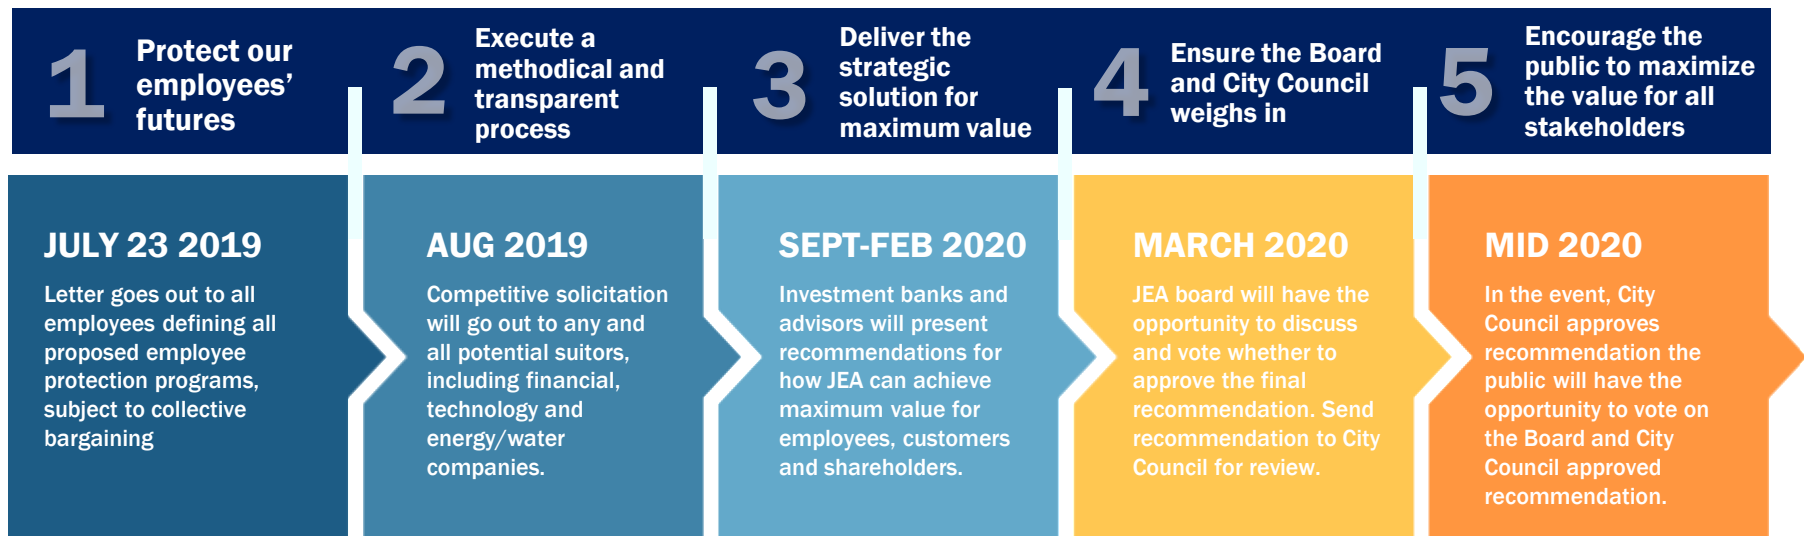 1
Protect our
employees’
futures
2
Execute a
methodical and
transparent
process
3
Deliver the
strategic
solution for
maximum value
4
Ensure the Board
and City Council
weighs in
5
Encourage the
public to maximize
the value for all
stakeholders
JULY 23 2019
Letter goes out to all
employees defining all
proposed employee
protection programs,
subject to collective
bargaining
AUG 2019
Competitive solicitation
will go out to any and
all potential suitors,
including financial,
technology and
energy/water
companies.
SEPT-FEB 2020
Investment banks and
advisors will present
recommendations for
how JEA can achieve
maximum value for
employees, customers
and shareholders.
MARCH 2020
JEA board will have the
opportunity to discuss
and vote whether to
approve the final
recommendation. Send
recommendation to City
Council for review.
MID 2020
In the event, City
Council approves
recommendation the
public will have the
opportunity to vote on
the Board and City
Council approved
recommendation.